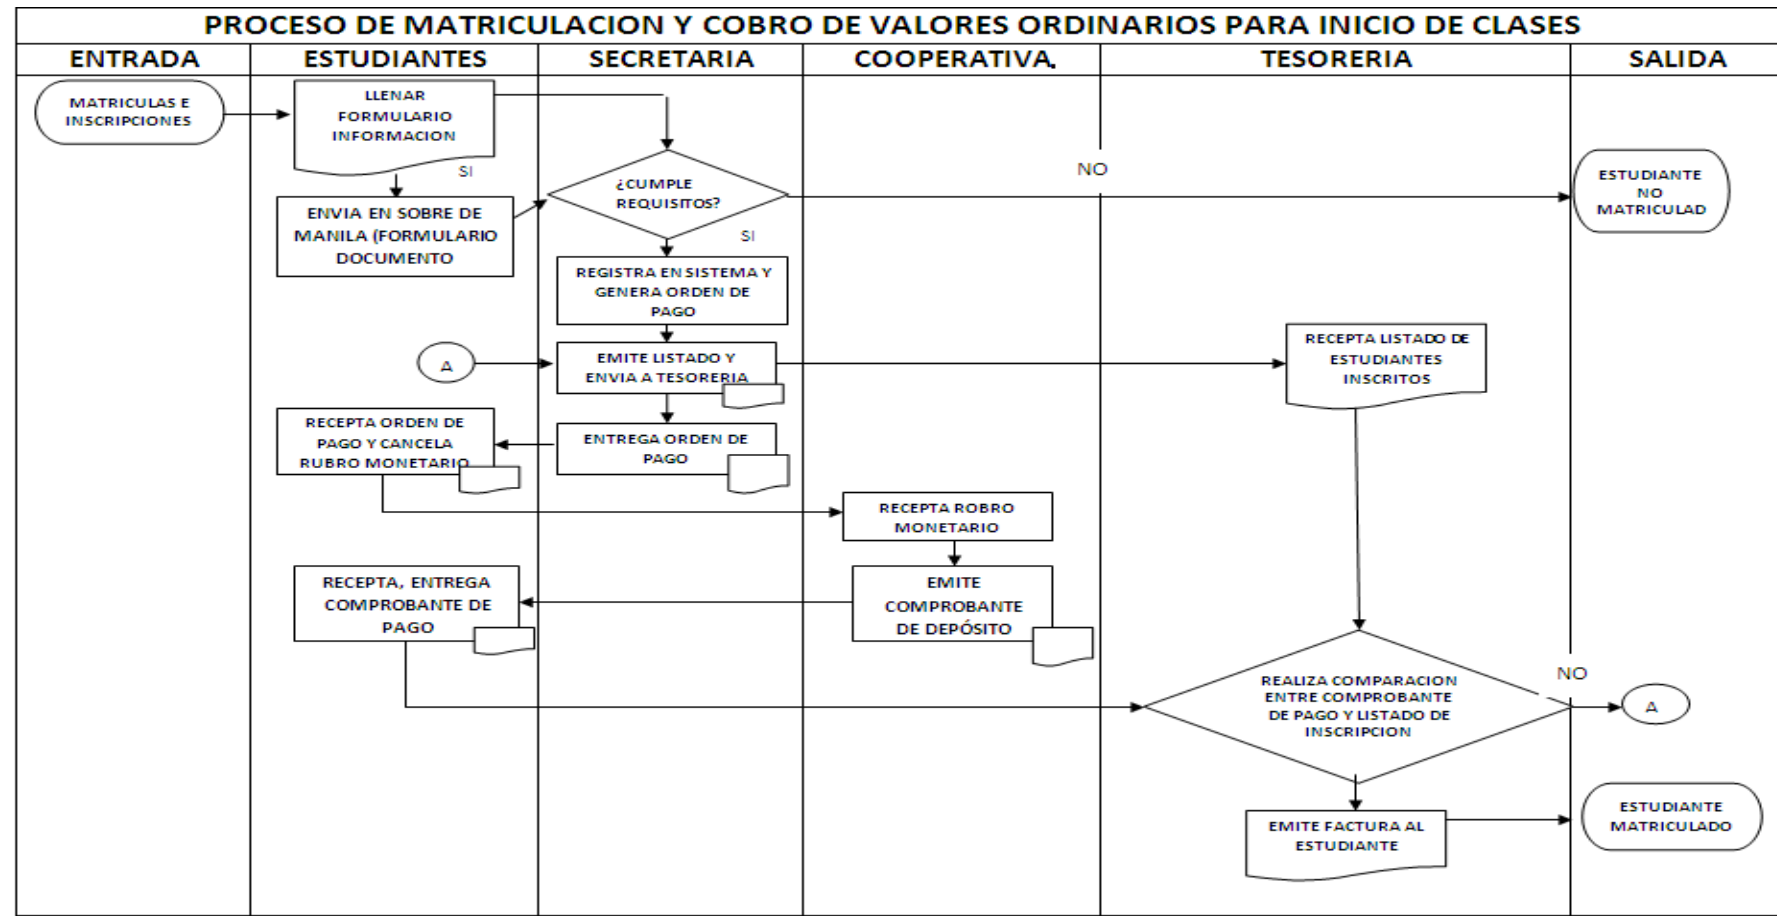 PROCESO DE MATRICULACION Y COBRO DE VALORES ORDINARIOS PARA INICIO DE CLASES
ENTRADA
ESTUDIANTES
SECRETARIA
COOPERATIVA.
TESORERIA
SALIDA
MATRICULAS E
INSCRIPCIONES
LLENAR
FORMULARIO
INFORMACION
SI
ENVIA EN SOBRE DE
MANILA (FORMULARIO
DOCUMENTO
¿CUMPLE
REQUISITOS?
NO
ESTUDIANTE
NO
MATRICULAD
SI
REGISTRA EN SISTEMA Y
GENERA ORDEN DE
PAGO
A
EMITE LISTADO Y
ENVIA A TESORERIA
RECEPTA LISTADO DE
ESTUDIANTES
INSCRITOS
RECEPTA ORDEN DE
PAGO Y CANCELA
RUBRO MONETARIO
ENTREGA ORDEN DE
PAGO
RECEPTA ROBRO
MONETARIO
RECEPTA, ENTREGA
COMPROBANTE DE
PAGO
EMITE
COMPROBANTE
DE DEPÓSITO
REALIZA COMPARACION
ENTRE COMPROBANTE
DE PAGO Y LISTADO DE
INSCRIPCION
NO
A
EMITE FACTURA AL
ESTUDIANTE
ESTUDIANTE
MATRICULADO